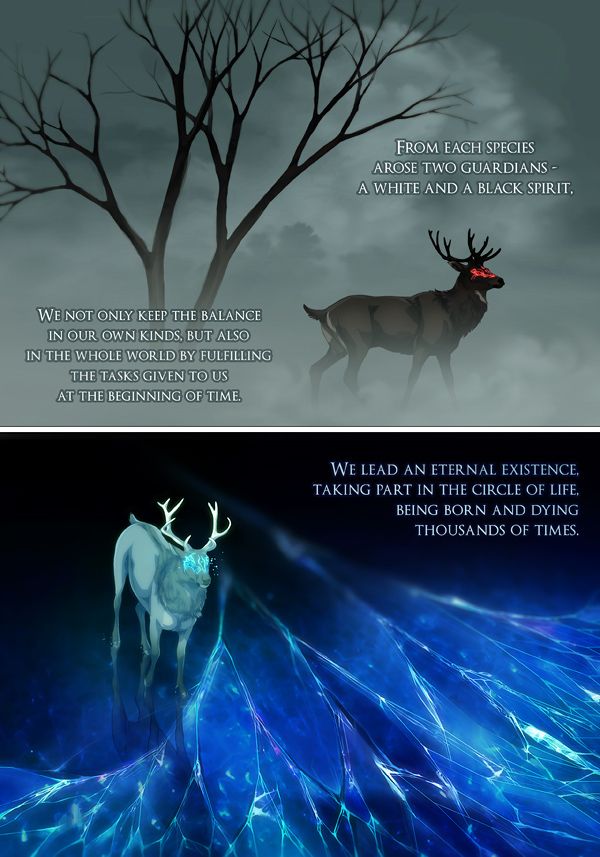 FROM EACH SPECIES
AROSE TWO GUARDIANS -
A WHITE AND A BLACK SPIRIT,
WE NOT ONLY KEEP THE BALANCE
IN OUR OWN KINDS, BUT ALSO
IN THE WHOLE WORLD BY FULFILLING
THE TASKS GIVEN TO US
AT THE BEGINNING OF TIME.
WE LEAD AN ETERNAL EXISTENCE,
TAKING PART IN THE CIRCLE OF LIFE,
BEING BORN AND DYING
THOUSANDS OF TIMES.